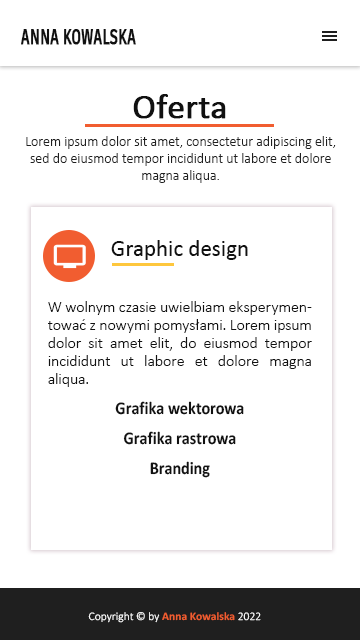 ANNA KOWALSKA
Oferta
Lorem ipsum dolor sit amet, consectetur adipiscing elit,
sed do eiusmod tempor incididunt ut labore et dolore
magna aliqua.
Graphic design
W wolnym czasie uwielbiam eksperymen-
tować z nowymi pomysłami. Lorem ipsum
dolor sit amet elit, do eiusmod tempor
incididunt ut labore et dolore magna
aliqua.
Grafika wektorowa
Grafika rastrowa
Branding
Copyright © by Anna Kowalska 2022